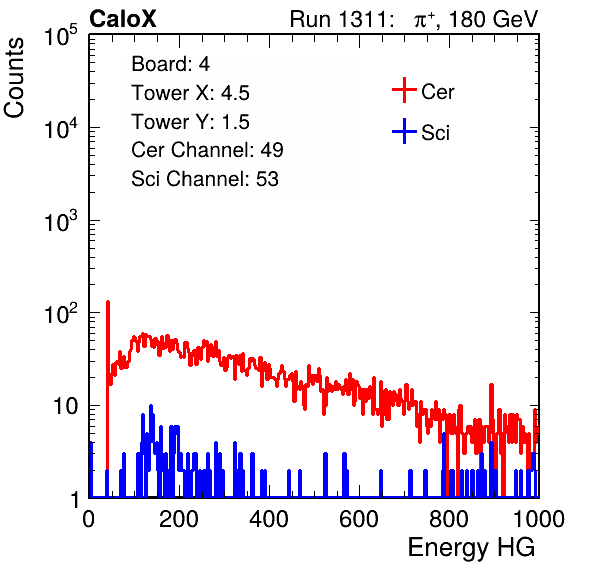 CaloX Run 1311: π⁺, 180 GeV
Counts
10⁵
10⁴
10³
10²
10
1
Board: 4
Tower X: 4.5
Tower Y: 1.5
Cer Channel: 49
Sci Channel: 53
Cer
Sci
0 200 400 600 800 1000
Energy HG